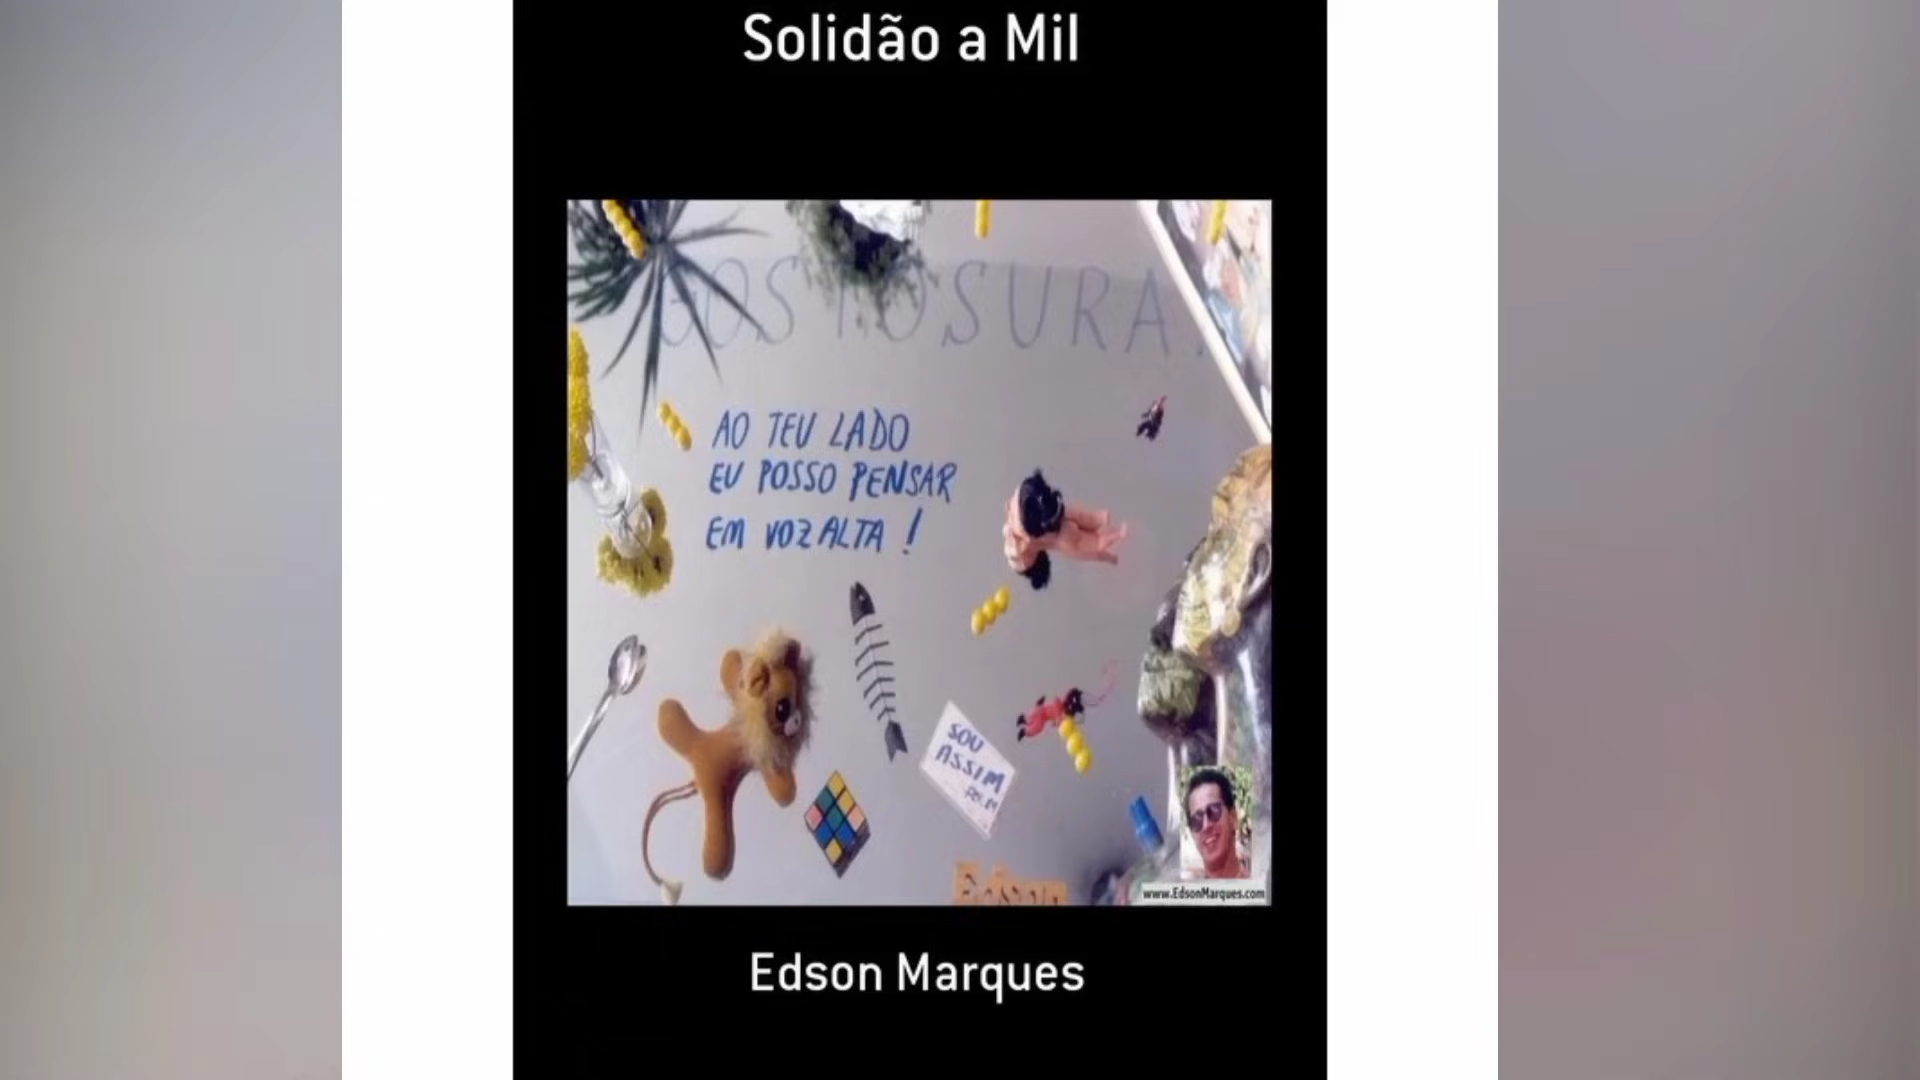 Solidão a Mil
GOSTOSURA!
AO TEU LADO
EU POSSO PENSAR
EM VOZ ALTA!
SOU
ASSIM
Edson
www.EdsonMarques.com
Edson Marques